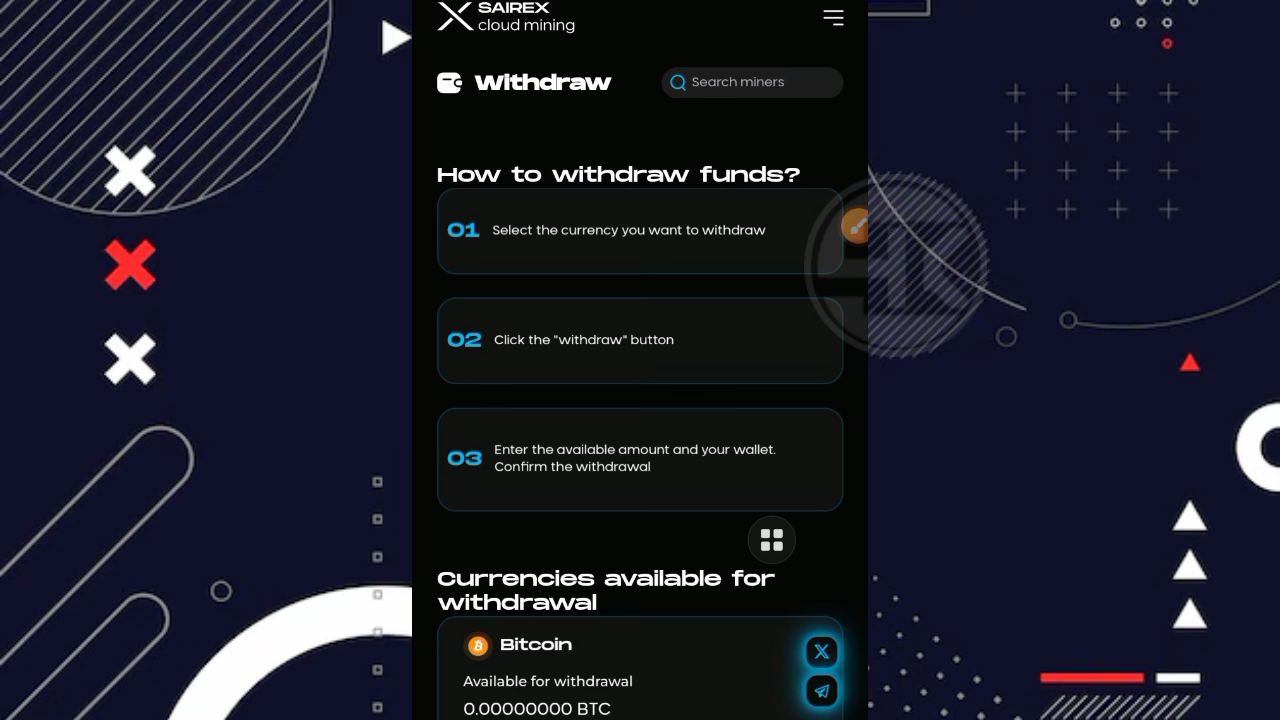 SAIREX
cloud mining
Withdraw
Search miners
How to withdraw funds?
01 Select the currency you want to withdraw
02 Click the "withdraw" button
03 Enter the available amount and your wallet.
Confirm the withdrawal
Currencies available for
withdrawal
Bitcoin
Available for withdrawal
0.00000000 BTC